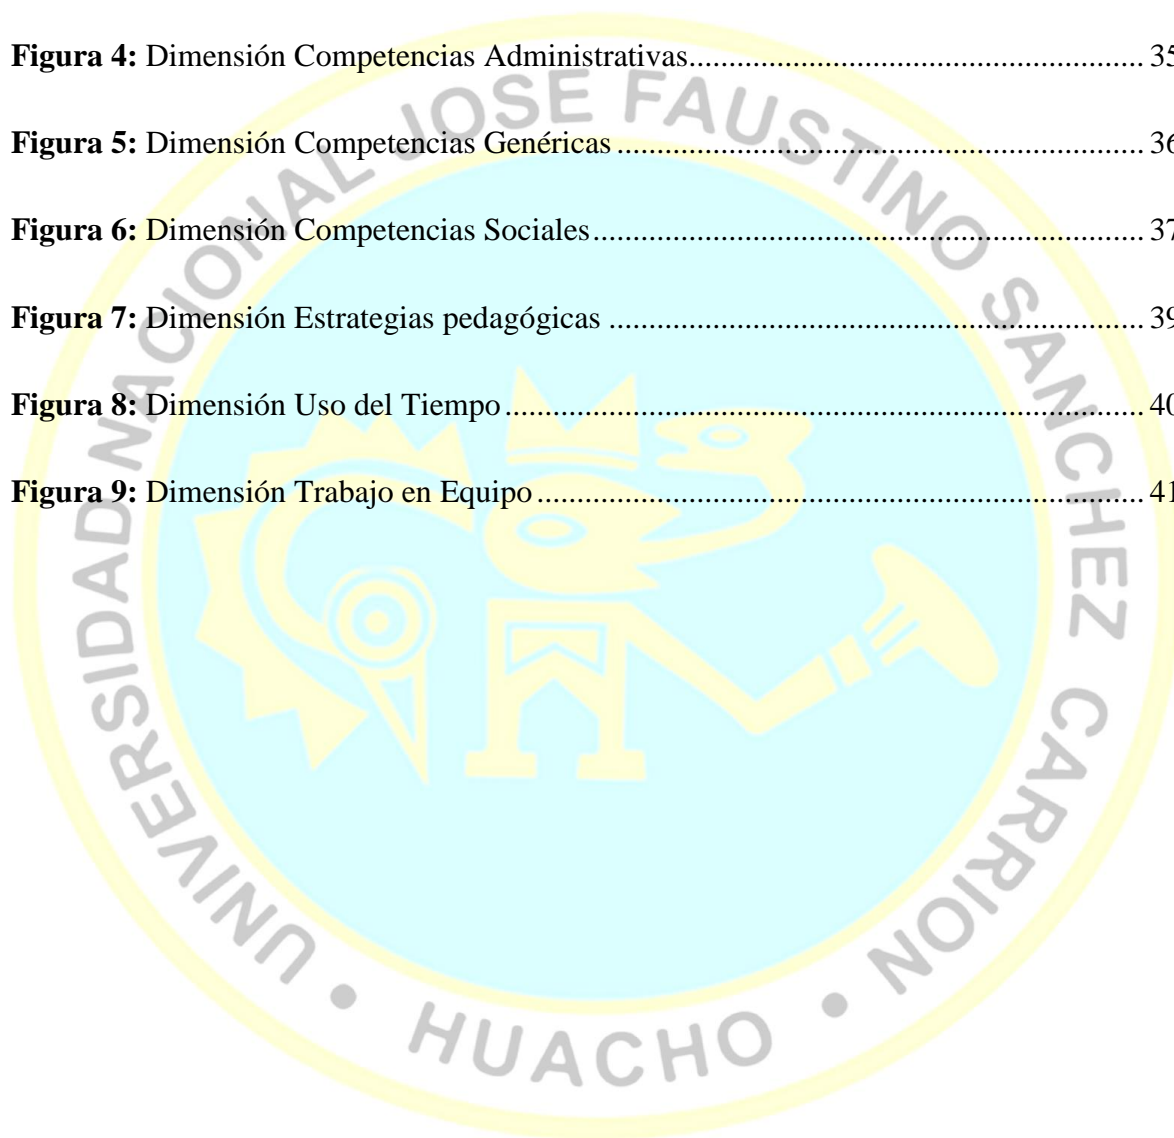 Figura 4: Dimensión Competencias Administrativas........................................................ 35
Figura 5: Dimensión Competencias Genéricas .................................................................. 36
Figura 6: Dimensión Competencias Sociales..................................................................... 37
Figura 7: Dimensión Estrategias pedagógicas ................................................................... 39
Figura 8: Dimensión Uso del Tiempo................................................................................ 40
Figura 9: Dimensión Trabajo en Equipo............................................................................ 41
UNIVERSIDAD NACIONAL JOSE FAUSTINO SANCHEZ CARRION • HUACHO •